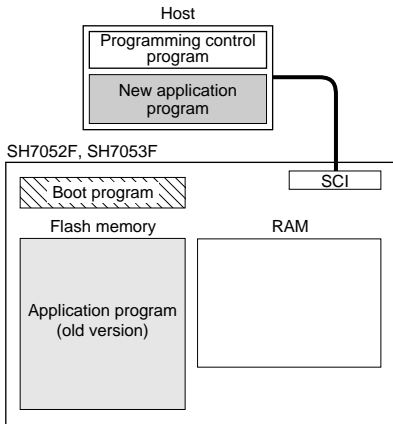 Host
Programming control
program
New application
program
SH7052F, SH7053F
SCI
Boot program
Flash memory
RAM
Application program
(old version)